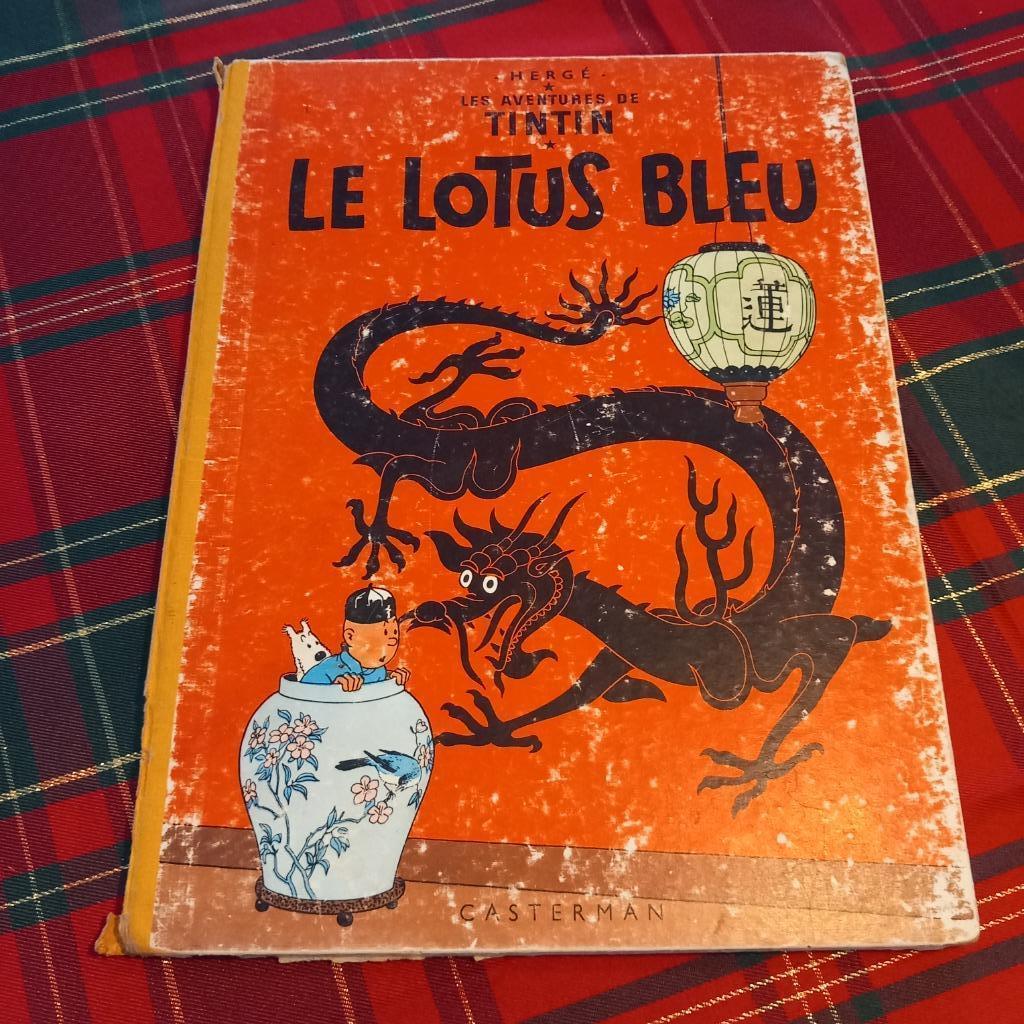 - HERGÉ -
LES AVENTURES DE
TINTIN
LE LOTUS BLEU
蓮
CASTERMAN